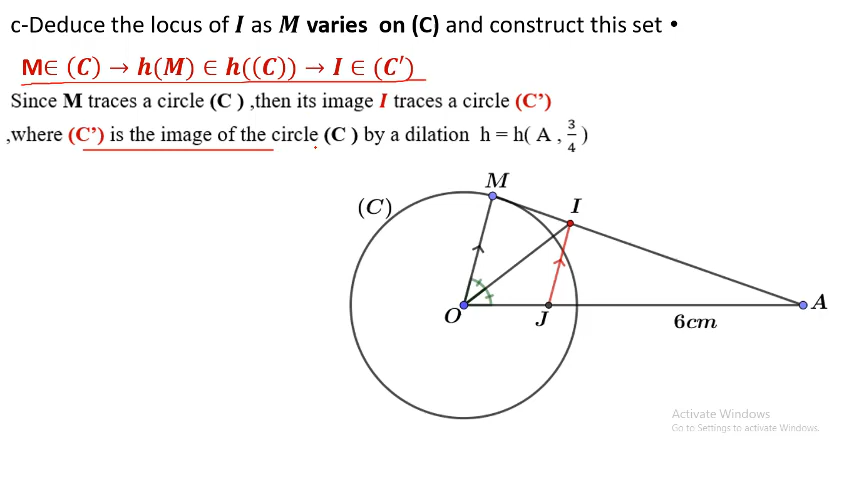 c-Deduce the locus of I as M varies on (C) and construct this set •
M∈ (C) → h(M) ∈ h((C)) → I ∈ (C′)
Since M traces a circle (C ) ,then its image I traces a circle (C’)
,where (C’) is the image of the circle (C ) by a dilation h = h( A , 3/4 )
M
(C)
I
O
J
A
6cm
Activate Windows
Go to Settings to activate Windows.